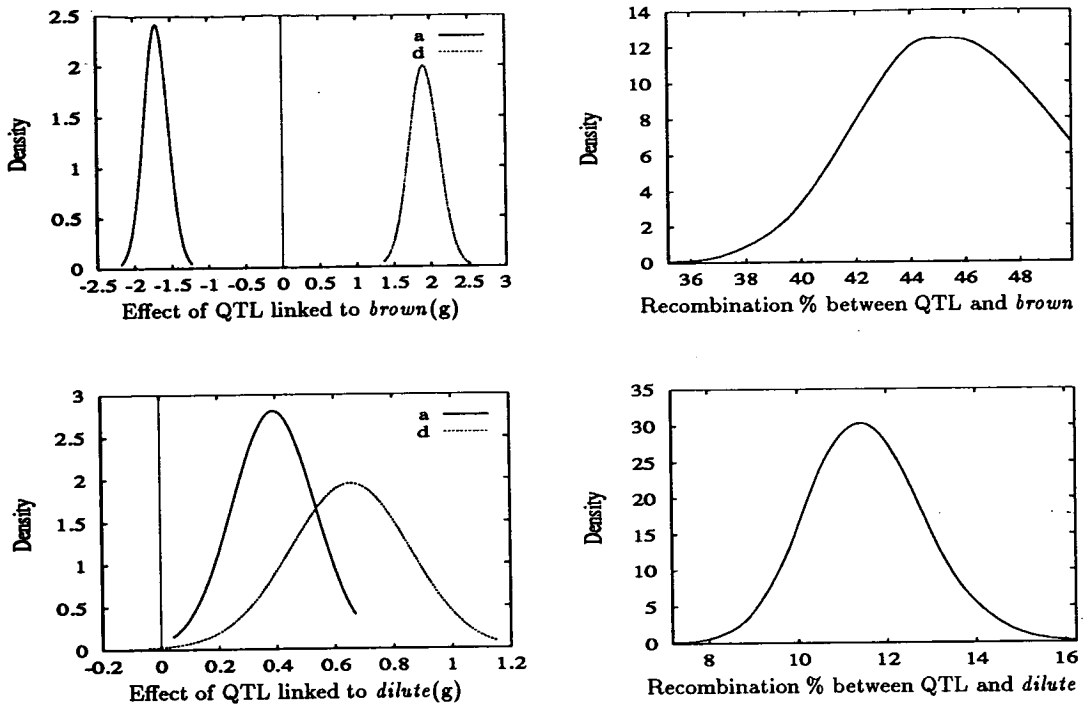 2.5
2
1.5
1
0.5
0
Density
a
d
-2.5 -2 -1.5 -1 -0.5 0 0.5 1 1.5 2 2.5 3
Effect of QTL linked to brown(g)
14
12
10
8
6
4
2
0
Density
36 38 40 42 44 46 48
Recombination % between QTL and brown
3
2.5
2
1.5
1
0.5
0
Density
a
d
-0.2 0 0.2 0.4 0.6 0.8 1 1.2
Effect of QTL linked to dilute(g)
35
30
25
20
15
10
5
0
Density
8 10 12 14 16
Recombination % between QTL and dilute